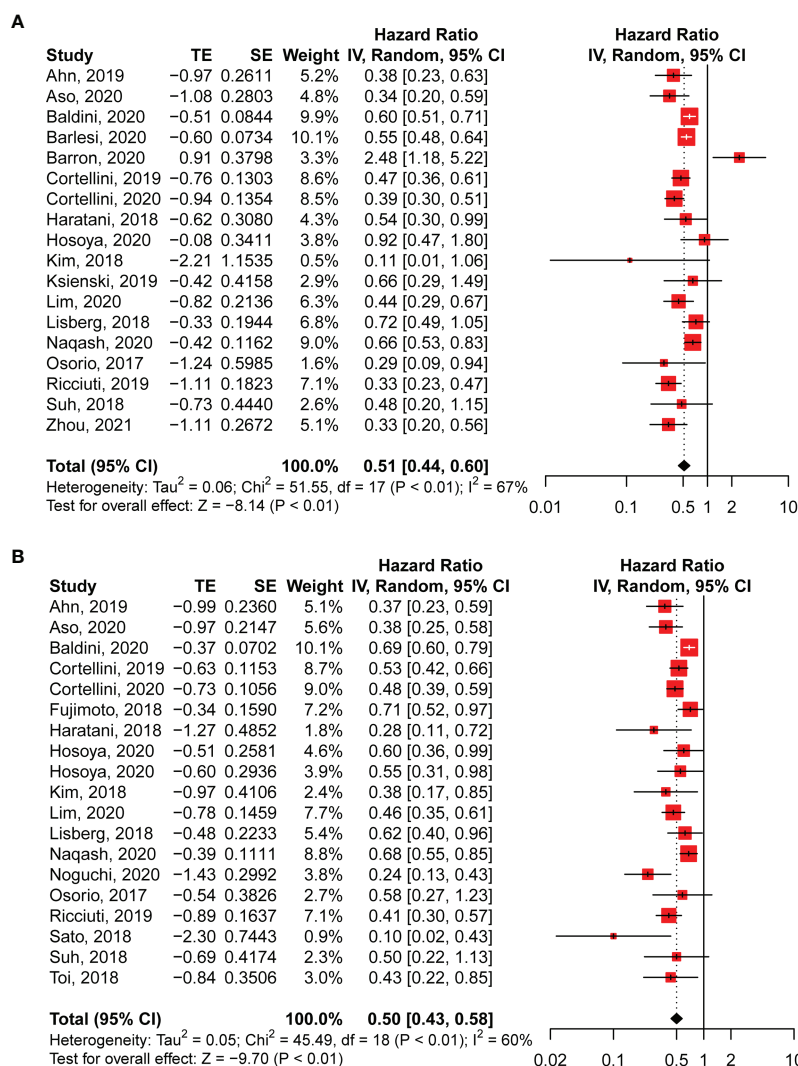 A
Hazard Ratio Hazard Ratio
Study TE SE Weight IV, Random, 95% CI IV, Random, 95% CI
Ahn, 2019 −0.97 0.2611 5.2% 0.38 [0.23, 0.63]
Aso, 2020 −1.08 0.2803 4.8% 0.34 [0.20, 0.59]
Baldini, 2020 −0.51 0.0844 9.9% 0.60 [0.51, 0.71]
Barlesi, 2020 −0.60 0.0734 10.1% 0.55 [0.48, 0.64]
Barron, 2020 0.91 0.3798 3.3% 2.48 [1.18, 5.22]
Cortellini, 2019 −0.76 0.1303 8.6% 0.47 [0.36, 0.61]
Cortellini, 2020 −0.94 0.1354 8.5% 0.39 [0.30, 0.51]
Haratani, 2018 −0.62 0.3080 4.3% 0.54 [0.30, 0.99]
Hosoya, 2020 −0.08 0.3411 3.8% 0.92 [0.47, 1.80]
Kim, 2018 −2.21 1.1535 0.5% 0.11 [0.01, 1.06]
Ksienski, 2019 −0.42 0.4158 2.9% 0.66 [0.29, 1.49]
Lim, 2020 −0.82 0.2136 6.3% 0.44 [0.29, 0.67]
Lisberg, 2018 −0.33 0.1944 6.8% 0.72 [0.49, 1.05]
Naqash, 2020 −0.42 0.1162 9.0% 0.66 [0.53, 0.83]
Osorio, 2017 −1.24 0.5985 1.6% 0.29 [0.09, 0.94]
Ricciuti, 2019 −1.11 0.1823 7.1% 0.33 [0.23, 0.47]
Suh, 2018 −0.73 0.4440 2.6% 0.48 [0.20, 1.15]
Zhou, 2021 −1.11 0.2672 5.1% 0.33 [0.20, 0.56]
Total (95% CI) 100.0% 0.51 [0.44, 0.60]
Heterogeneity: Tau² = 0.06; Chi² = 51.55, df = 17 (P < 0.01); I² = 67%
Test for overall effect: Z = −8.14 (P < 0.01)
0.01 0.1 0.5 1 2 10
B
Hazard Ratio Hazard Ratio
Study TE SE Weight IV, Random, 95% CI IV, Random, 95% CI
Ahn, 2019 −0.99 0.2360 5.1% 0.37 [0.23, 0.59]
Aso, 2020 −0.97 0.2147 5.6% 0.38 [0.25, 0.58]
Baldini, 2020 −0.37 0.0702 10.1% 0.69 [0.60, 0.79]
Cortellini, 2019 −0.63 0.1153 8.7% 0.53 [0.42, 0.66]
Cortellini, 2020 −0.73 0.1056 9.0% 0.48 [0.39, 0.59]
Fujimoto, 2018 −0.34 0.1590 7.2% 0.71 [0.52, 0.97]
Haratani, 2018 −1.27 0.4852 1.8% 0.28 [0.11, 0.72]
Hosoya, 2020 −0.51 0.2581 4.6% 0.60 [0.36, 0.99]
Hosoya, 2020 −0.60 0.2936 3.9% 0.55 [0.31, 0.98]
Kim, 2018 −0.97 0.4106 2.4% 0.38 [0.17, 0.85]
Lim, 2020 −0.78 0.1459 7.7% 0.46 [0.35, 0.61]
Lisberg, 2018 −0.48 0.2233 5.4% 0.62 [0.40, 0.96]
Naqash, 2020 −0.39 0.1111 8.8% 0.68 [0.55, 0.85]
Noguchi, 2020 −1.43 0.2992 3.8% 0.24 [0.13, 0.43]
Osorio, 2017 −0.54 0.3826 2.7% 0.58 [0.27, 1.23]
Ricciuti, 2019 −0.89 0.1637 7.1% 0.41 [0.30, 0.57]
Sato, 2018 −2.30 0.7443 0.9% 0.10 [0.02, 0.43]
Suh, 2018 −0.69 0.4174 2.3% 0.50 [0.22, 1.13]
Toi, 2018 −0.84 0.3506 3.0% 0.43 [0.22, 0.85]
Total (95% CI) 100.0% 0.50 [0.43, 0.58]
Heterogeneity: Tau² = 0.05; Chi² = 45.49, df = 18 (P < 0.01); I² = 60%
Test for overall effect: Z = −9.70 (P < 0.01)
0.02 0.1 0.5 1 2 10